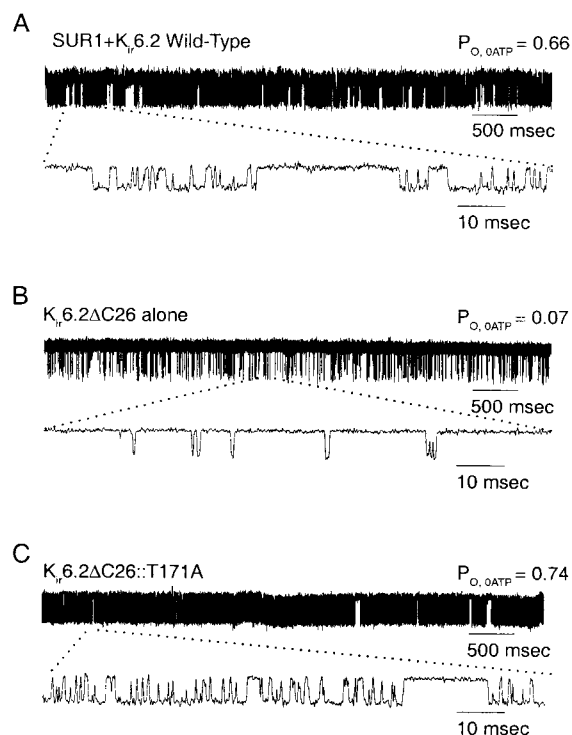 A
SUR1+Kir6.2 Wild-Type
PO, 0ATP = 0.66
500 msec
10 msec
B
Kir6.2ΔC26 alone
PO, 0ATP = 0.07
500 msec
10 msec
C
Kir6.2ΔC26::T171A
PO, 0ATP = 0.74
500 msec
10 msec